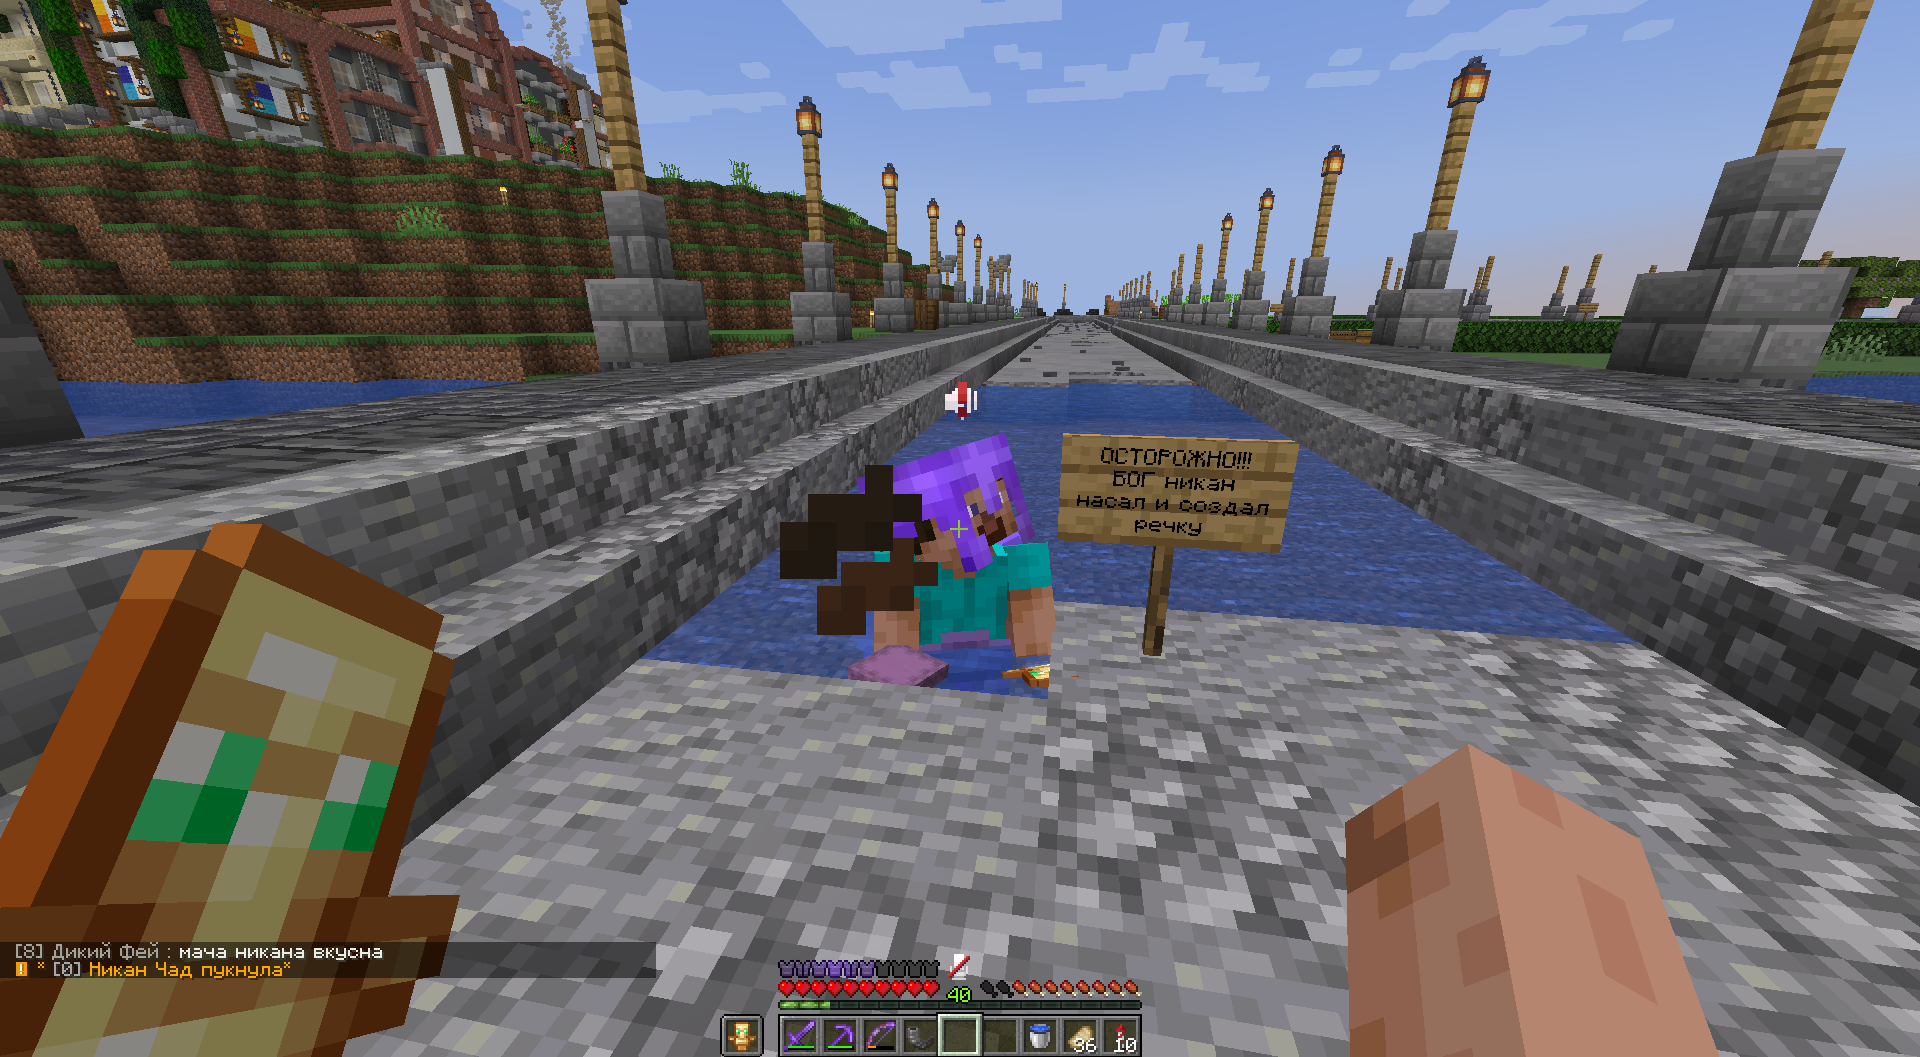 ОСТОРОЖНО!!!
БОГ никан
насал и создал
речку
[8] Дикий Фей : мача никана вкусна
! * [0] Никан Чад пукнула*
40
36
10